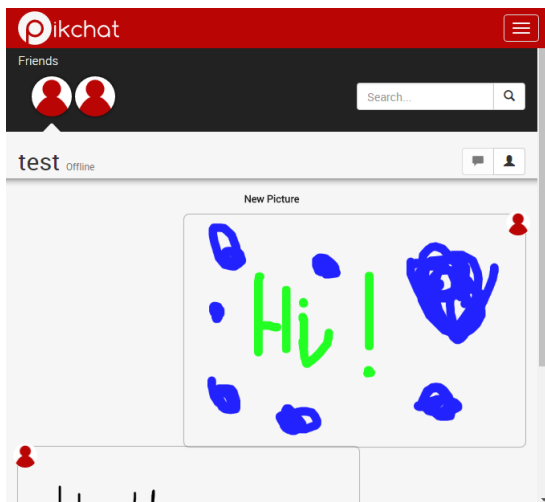 pikchat
Friends
Search...
test Offline
New Picture
Hi !